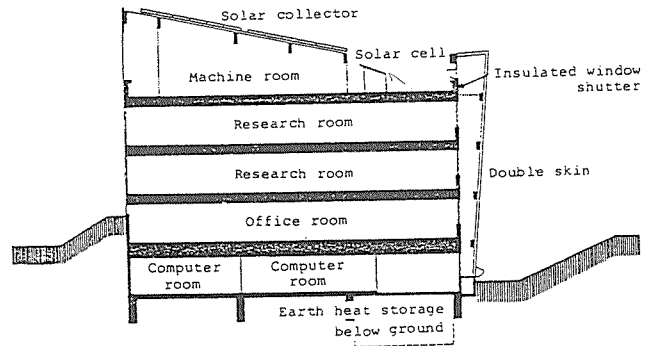 Solar collector
Solar cell
Machine room
Insulated window
shutter
Research room
Research room
Double skin
Office room
Computer
room
Computer
room
Earth heat storage
below ground